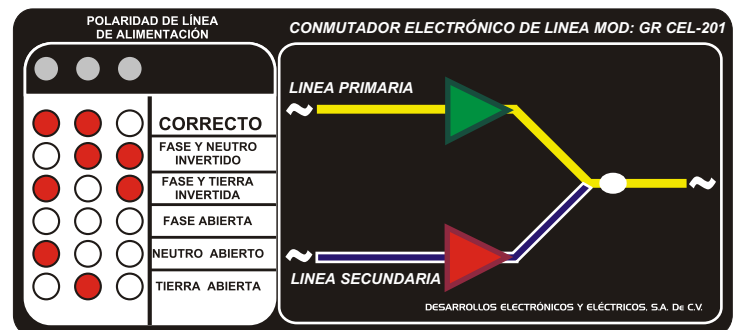 POLARIDAD DE LÍNEA
DE ALIMENTACIÓN
CORRECTO
FASE Y NEUTRO
INVERTIDO
FASE Y TIERRA
INVERTIDA
FASE ABIERTA
NEUTRO ABIERTO
TIERRA ABIERTA
CONMUTADOR ELECTRÓNICO DE LINEA MOD: GR CEL-201
LINEA PRIMARIA
LINEA SECUNDARIA
DESARROLLOS ELECTRÓNICOS Y ELÉCTRICOS, S.A. De C.V.